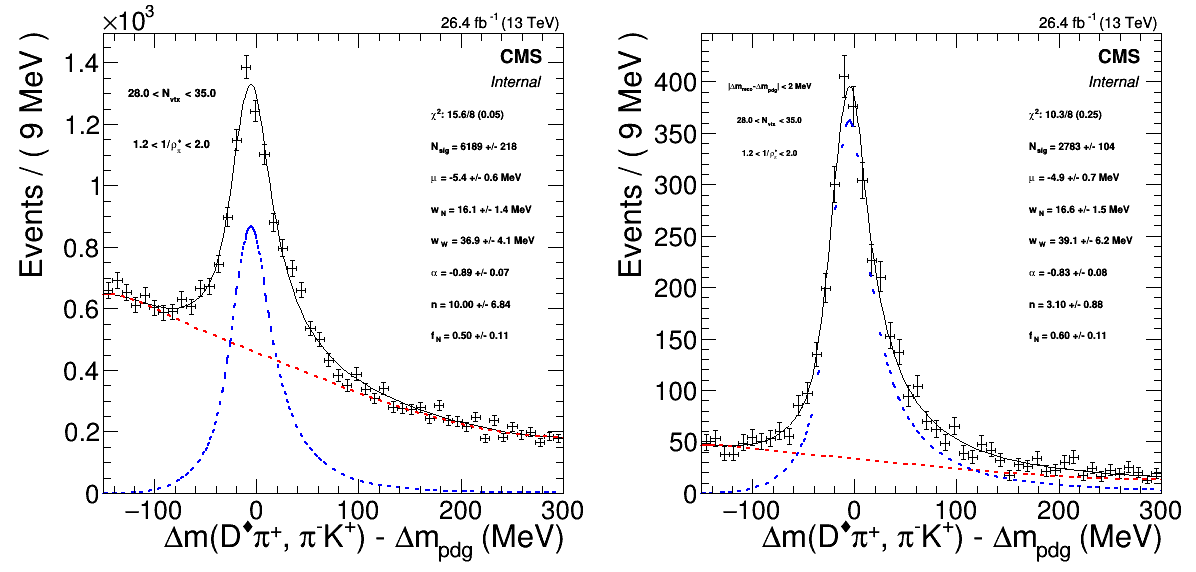 ×10³
26.4 fb⁻¹ (13 TeV)
CMS
Internal
28.0 < N_vtx < 35.0
1.2 < 1/ρ_π^♦ < 2.0
χ²: 15.6/8 (0.05)
N_sig = 6189 +/- 218
μ = -5.4 +/- 0.6 MeV
w_N = 16.1 +/- 1.4 MeV
w_W = 36.9 +/- 4.1 MeV
α = -0.89 +/- 0.07
n = 10.00 +/- 6.84
f_N = 0.50 +/- 0.11
Events / ( 9 MeV )
1.4
1.2
1
0.8
0.6
0.4
0.2
0
−100 0 100 200 300
Δm(D♦π⁺, π⁻K⁺) - Δm_pdg (MeV)
26.4 fb⁻¹ (13 TeV)
CMS
Internal
|Δm_reco-Δm_pdg| < 2 MeV
28.0 < N_vtx < 35.0
1.2 < 1/ρ_π^♦ < 2.0
χ²: 10.3/8 (0.25)
N_sig = 2783 +/- 104
μ = -4.9 +/- 0.7 MeV
w_N = 16.6 +/- 1.5 MeV
w_W = 39.1 +/- 6.2 MeV
α = -0.83 +/- 0.08
n = 3.10 +/- 0.88
f_N = 0.60 +/- 0.11
Events / ( 9 MeV )
400
350
300
250
200
150
100
50
0
−100 0 100 200 300
Δm(D♦π⁺, π⁻K⁺) - Δm_pdg (MeV)